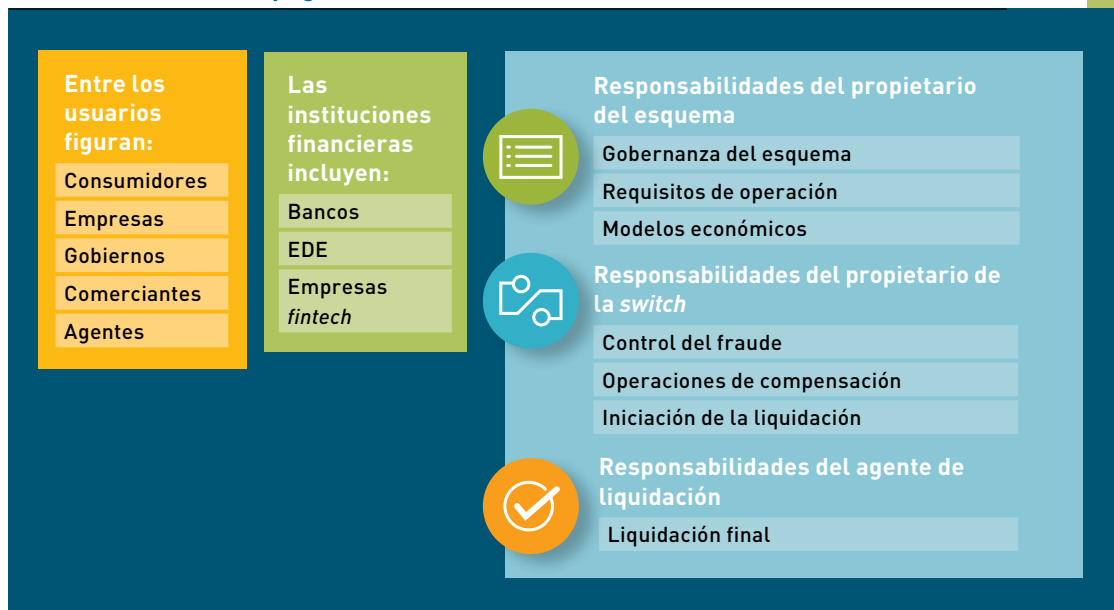 Entre los
usuarios
figuran:
Consumidores
Empresas
Gobiernos
Comerciantes
Agentes
Las
instituciones
financieras
incluyen:
Bancos
EDE
Empresas
fintech
Responsabilidades del propietario
del esquema
Gobernanza del esquema
Requisitos de operación
Modelos económicos
Responsabilidades del propietario de
la switch
Control del fraude
Operaciones de compensación
Iniciación de la liquidación
Responsabilidades del agente de
liquidación
Liquidación final